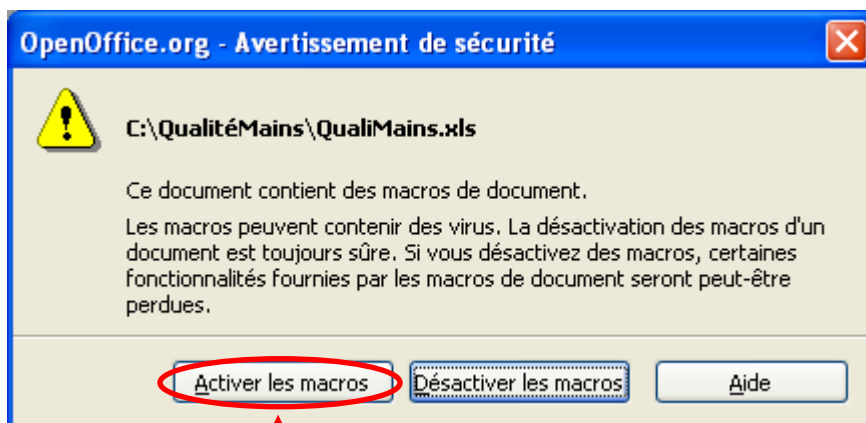 OpenOffice.org - Avertissement de sécurité
C:\QualitéMains\QualiMains.xls
Ce document contient des macros de document.
Les macros peuvent contenir des virus. La désactivation des macros d'un
document est toujours sûre. Si vous désactivez des macros, certaines
fonctionnalités fournies par les macros de document seront peut-être
perdues.
Activer les macros Désactiver les macros Aide